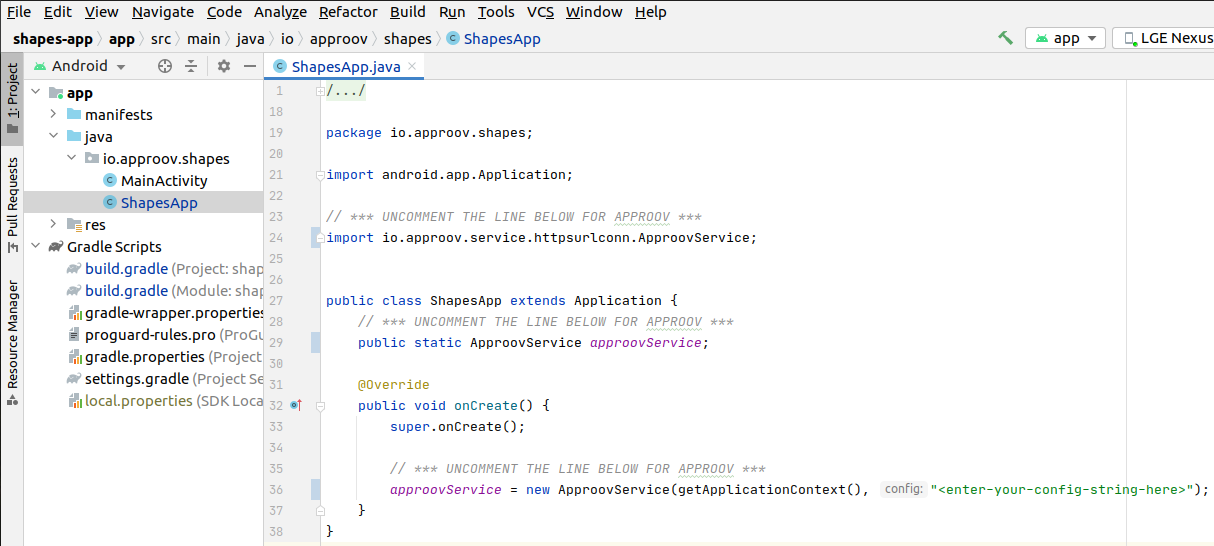 File Edit View Navigate Code Analyze Refactor Build Run Tools VCS Window Help
shapes-app app src main java io approov shapes C ShapesApp app LGE Nexus
1: Project
Pull Requests
Resource Manager
Android
app
manifests
java
io.approov.shapes
C MainActivity
C ShapesApp
res
Gradle Scripts
build.gradle (Project: shap
build.gradle (Module: shap
gradle-wrapper.properties
proguard-rules.pro (ProGu
gradle.properties (Project
settings.gradle (Project Se
local.properties (SDK Loca
C ShapesApp.java
1 /.../
18
19 package io.approov.shapes;
20
21 import android.app.Application;
22
23 // *** UNCOMMENT THE LINE BELOW FOR APPROOV ***
24 import io.approov.service.httpsurlconn.ApproovService;
25
26
27 public class ShapesApp extends Application {
28 // *** UNCOMMENT THE LINE BELOW FOR APPROOV ***
29 public static ApproovService approovService;
30
31 @Override
32 public void onCreate() {
33 super.onCreate();
34
35 // *** UNCOMMENT THE LINE BELOW FOR APPROOV ***
36 approovService = new ApproovService(getApplicationContext(), config: "<enter-your-config-string-here>");
37 }
38 }